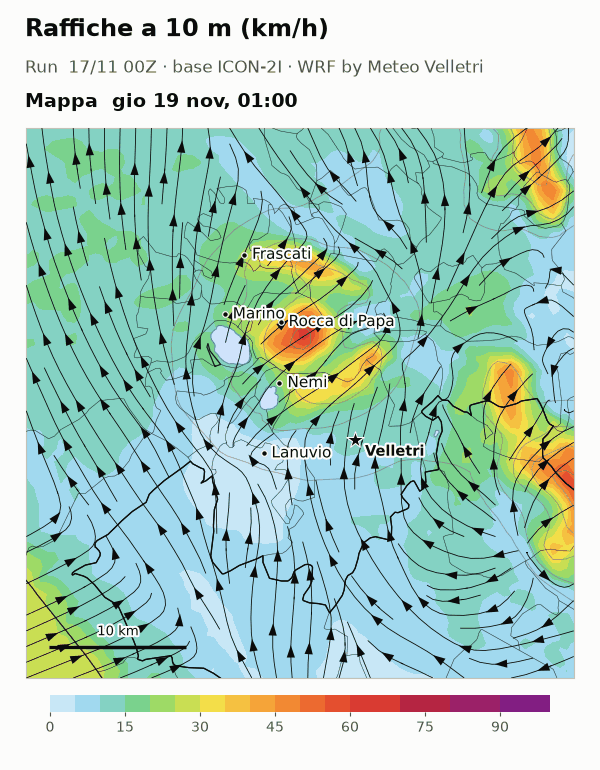 Raffiche a 10 m (km/h)
Run  17/11 00Z · base ICON-2I · WRF by Meteo Velletri
Mappa  gio 19 nov, 01:00
Frascati
Marino
Rocca di Papa
Nemi
Velletri
Lanuvio
10 km
0 15 30 45 60 75 90